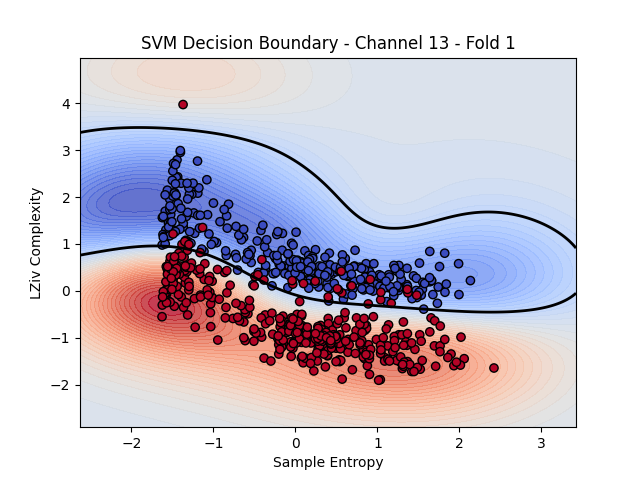 SVM Decision Boundary - Channel 13 - Fold 1
LZiv Complexity
4
3
2
1
0
−1
−2
−2 −1 0 1 2 3
Sample Entropy